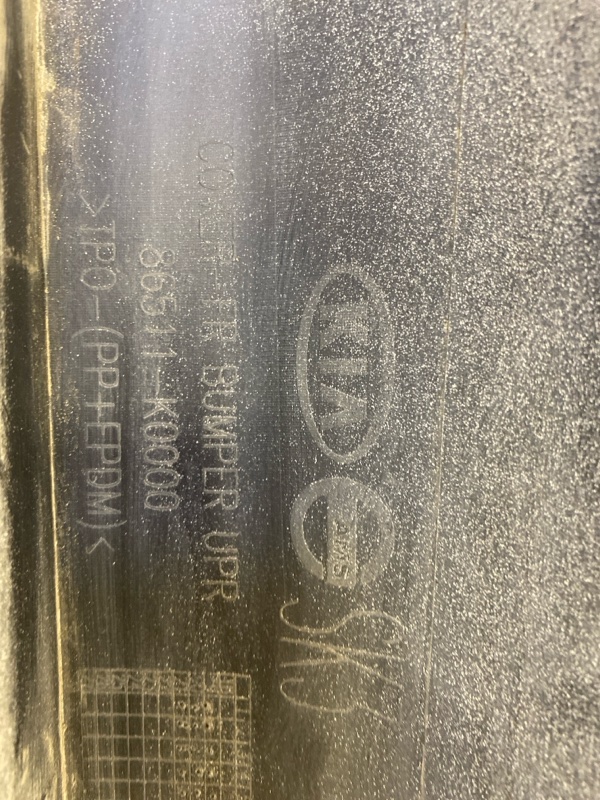 KIA SK3
COVER-FR BUMPER UPR
86511-K0000
>TPO-(PP+EPDM)<